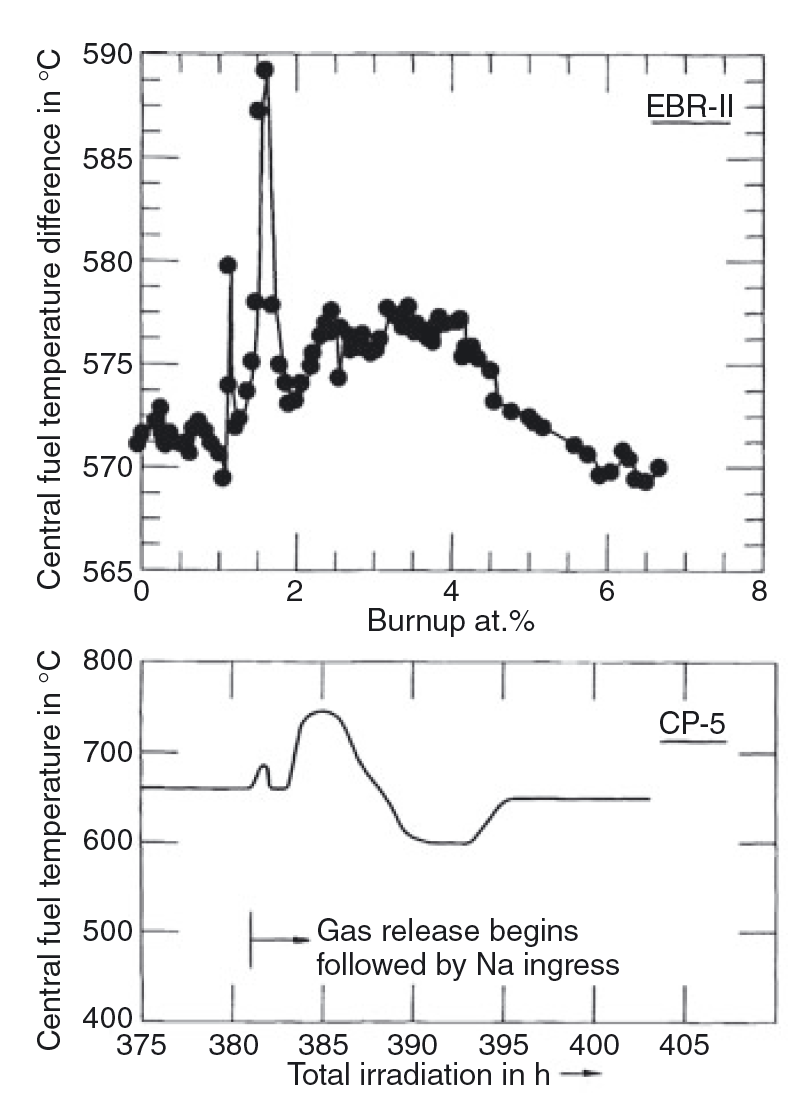 Central fuel temperature difference in °C
590
585
580
575
570
565
EBR-II
0 2 4 6 8
Burnup at.%
Central fuel temperature in °C
800
700
600
500
400
CP-5
Gas release begins
followed by Na ingress
375 380 385 390 395 400 405
Total irradiation in h